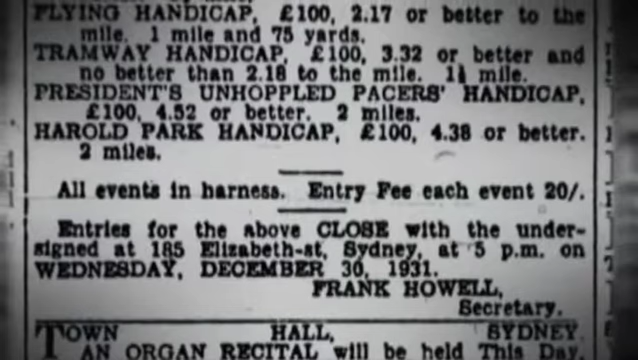 FLYING HANDICAP, £100, 2.17 or better to the
mile. 1 mile and 75 yards.
TRAMWAY HANDICAP, £100, 3.32 or better and
no better than 2.18 to the mile. 1½ mile.
PRESIDENT'S UNHOPPLED PACERS' HANDICAP,
£100, 4.52 or better. 2 miles.
HAROLD PARK HANDICAP, £100, 4.38 or better.
2 miles.
All events in harness. Entry Fee each event 20/.
Entries for the above CLOSE with the under-
signed at 185 Elizabeth-st, Sydney, at 5 p.m. on
WEDNESDAY, DECEMBER 30, 1931.
FRANK HOWELL,
Secretary.
TOWN HALL, SYDNEY
AN ORGAN RECITAL will be held This Day